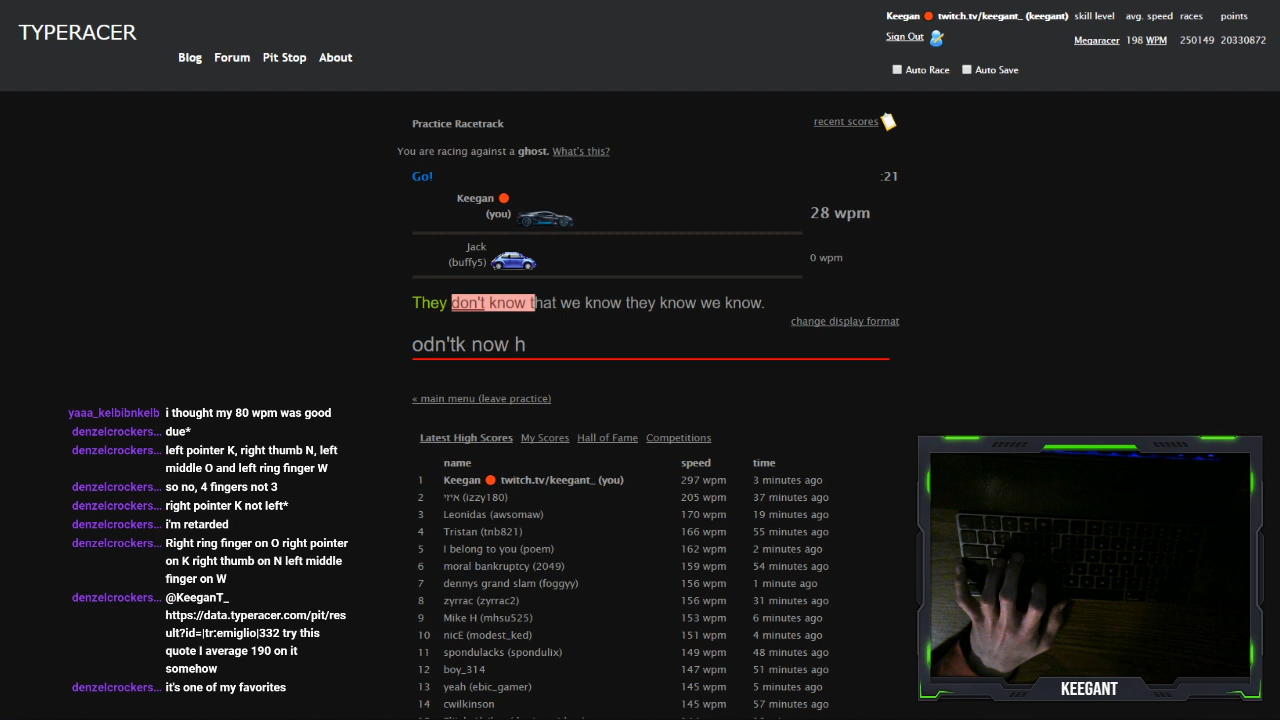 TYPERACER
Blog Forum Pit Stop About
Keegan 🔴 twitch.tv/keegant_ (keegant) skill level avg. speed races points
Sign Out Megaracer 198 WPM 250149 20330872
Auto Race Auto Save
Practice Racetrack recent scores
You are racing against a ghost. What's this?
Go! :21
Keegan 🔴
(you) 28 wpm
Jack
(buffy5) 0 wpm
They don't know that we know they know we know.
change display format
odn'tk now h
« main menu (leave practice)
Latest High Scores My Scores Hall of Fame Competitions
name speed time
1 Keegan 🔴 twitch.tv/keegant_ (you) 297 wpm 3 minutes ago
2 איזי (izzy180) 205 wpm 37 minutes ago
3 Leonidas (awsomaw) 170 wpm 19 minutes ago
4 Tristan (tnb821) 166 wpm 55 minutes ago
5 I belong to you (poem) 162 wpm 2 minutes ago
6 moral bankruptcy (2049) 159 wpm 54 minutes ago
7 dennys grand slam (foggyy) 156 wpm 1 minute ago
8 zyrrac (zyrrac2) 156 wpm 31 minutes ago
9 Mike H (mhsu525) 153 wpm 6 minutes ago
10 nicE (modest_ked) 151 wpm 4 minutes ago
11 spondulacks (spondulix) 149 wpm 48 minutes ago
12 boy_314 147 wpm 51 minutes ago
13 yeah (ebic_gamer) 145 wpm 5 minutes ago
14 cwilkinson 145 wpm 57 minutes ago
yaaa_kelbibnkelb i thought my 80 wpm was good
denzelcrockers... due*
denzelcrockers... left pointer K, right thumb N, left
middle O and left ring finger W
denzelcrockers... so no, 4 fingers not 3
denzelcrockers... right pointer K not left*
denzelcrockers... i'm retarded
denzelcrockers... Right ring finger on O right pointer
on K right thumb on N left middle
finger on W
denzelcrockers... @KeeganT_
https://data.typeracer.com/pit/res
ult?id=|tr:emiglio|332 try this
quote I average 190 on it
somehow
denzelcrockers... it's one of my favorites
KEEGANT